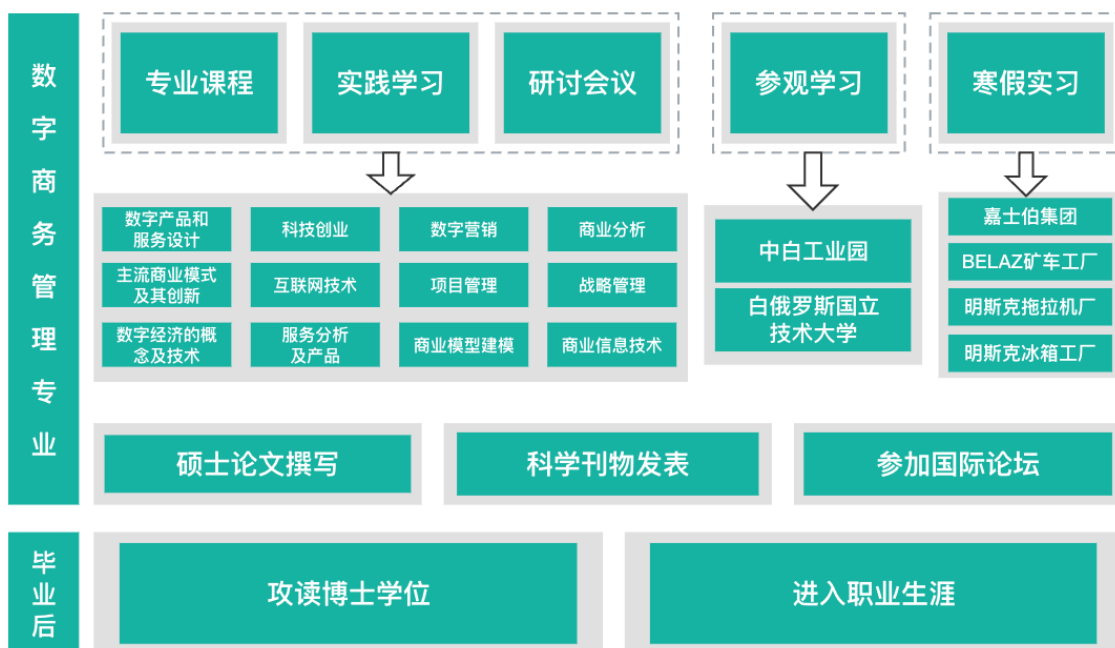 数字商务管理专业
专业课程
实践学习
研讨会议
参观学习
寒假实习
数字产品和
服务设计
科技创业
数字营销
商业分析
主流商业模式
及其创新
互联网技术
项目管理
战略管理
数字经济的概
念及技术
服务分析
及产品
商业模型建模
商业信息技术
中白工业园
白俄罗斯国立
技术大学
嘉士伯集团
BELAZ矿车工厂
明斯克拖拉机厂
明斯克冰箱工厂
硕士论文撰写
科学刊物发表
参加国际论坛
毕业后
攻读博士学位
进入职业生涯